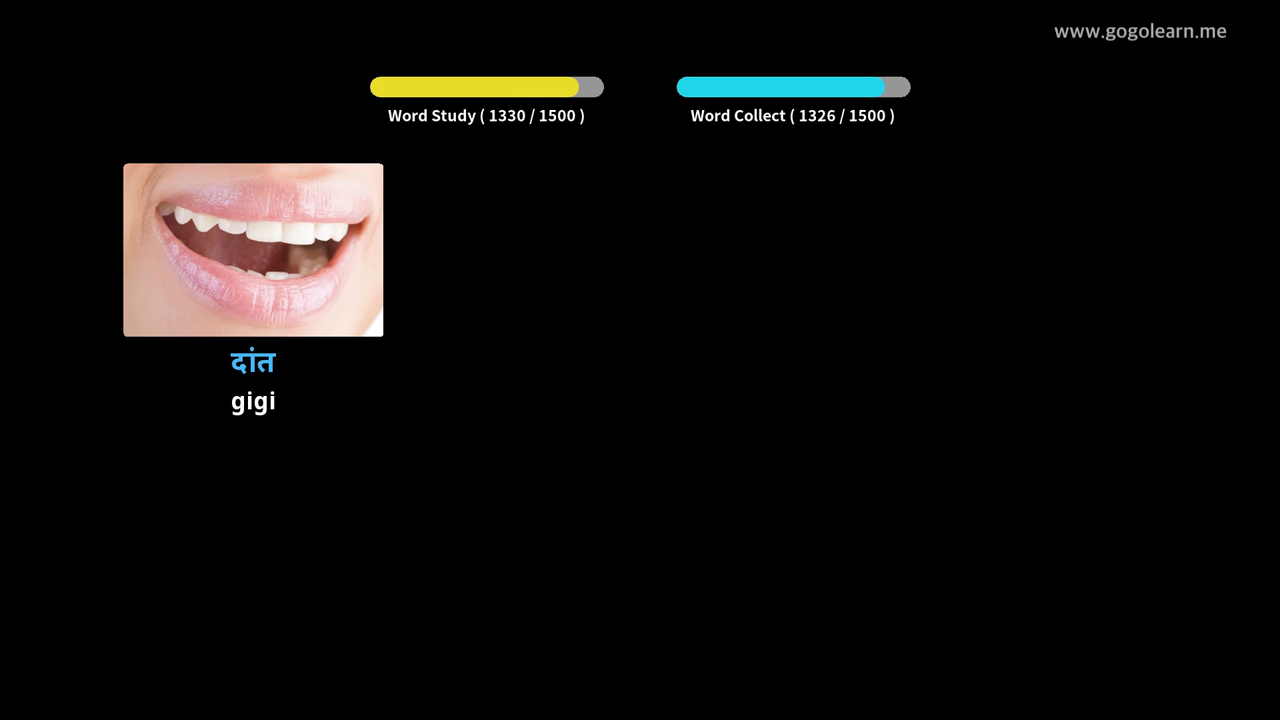 www.gogolearn.me
Word Study ( 1330 / 1500 )
Word Collect ( 1326 / 1500 )
दांत
gigi